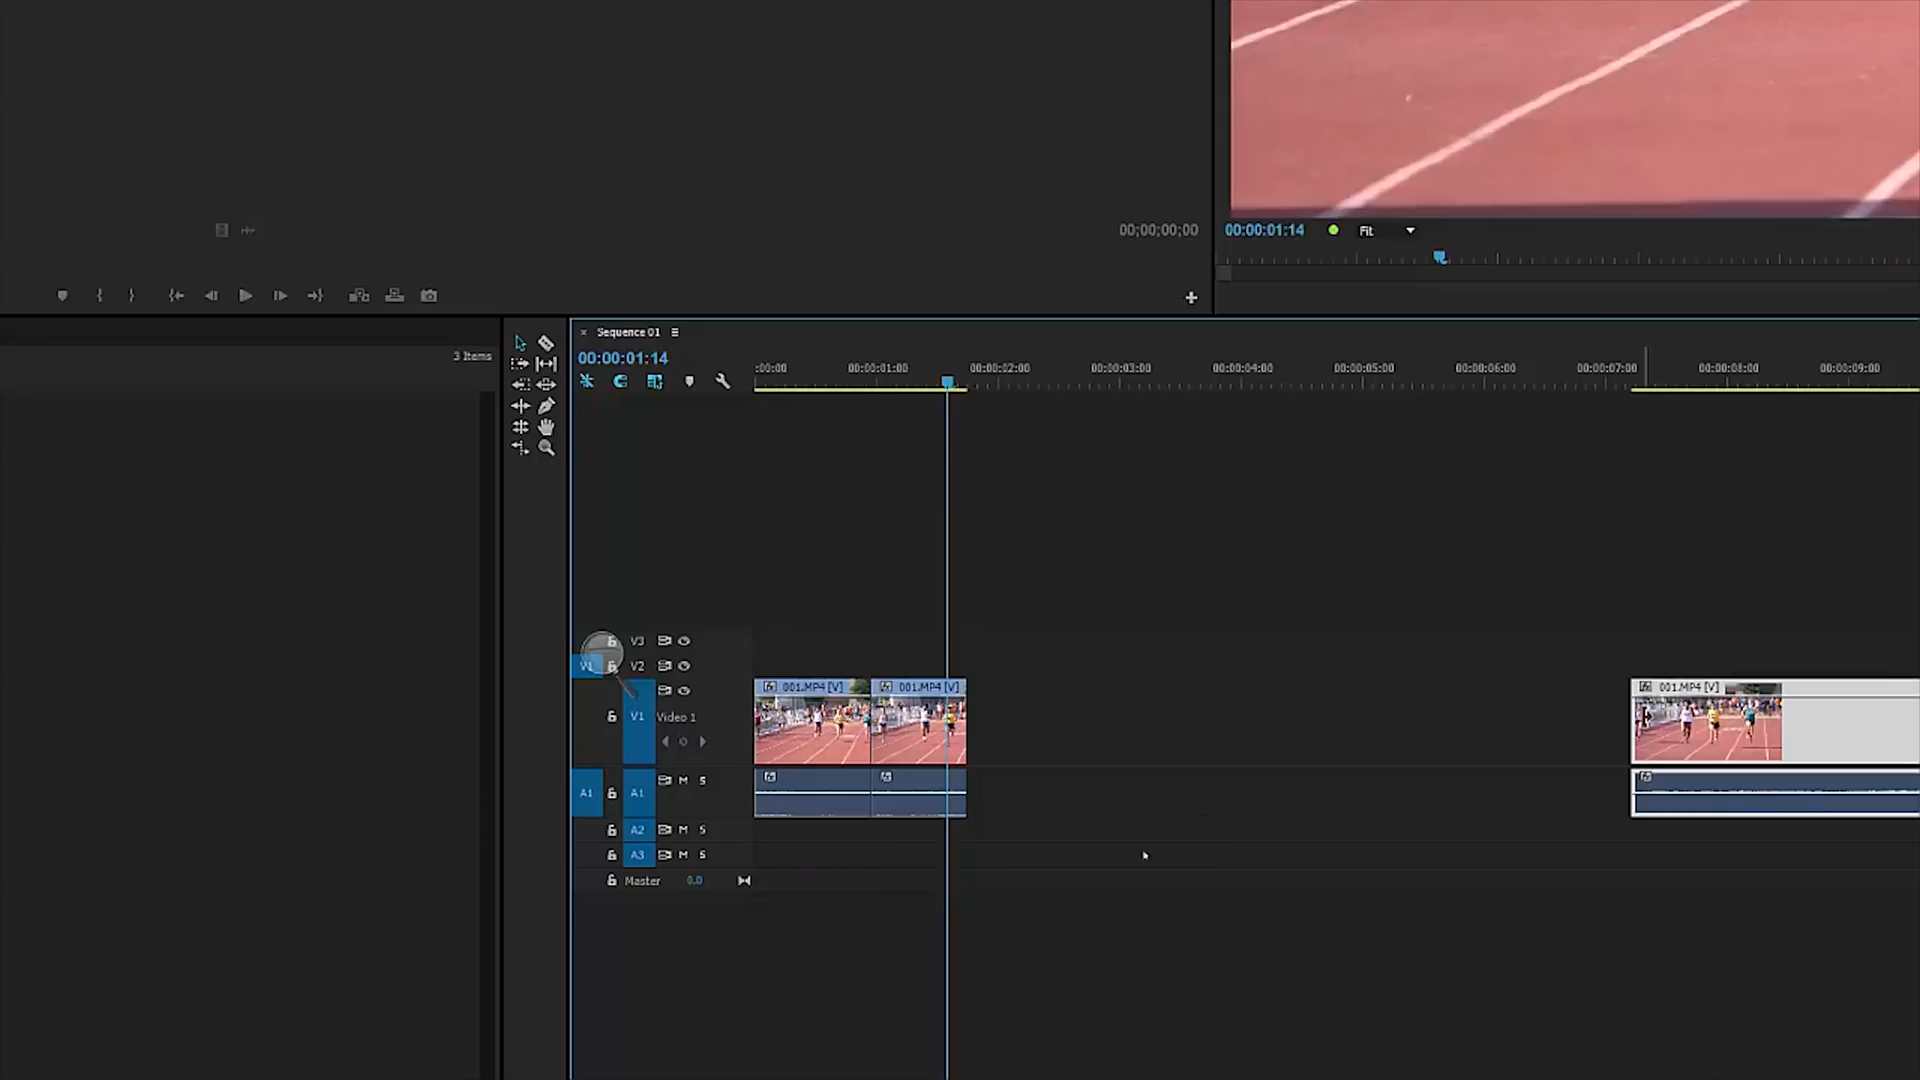 00;00;00;00
00:00:01:14
Fit
3 Items
× Sequence 01
00:00:01:14
:00:00
00:00:01:00
00:00:02:00
00:00:03:00
00:00:04:00
00:00:05:00
00:00:06:00
00:00:07:00
00:00:08:00
00:00:09:00
V3
V1
V2
001.MP4 [V]
001.MP4 [V]
001.MP4 [V]
V1
Video 1
A1
A1
M S
A2
M S
A3
M S
Master
0.0